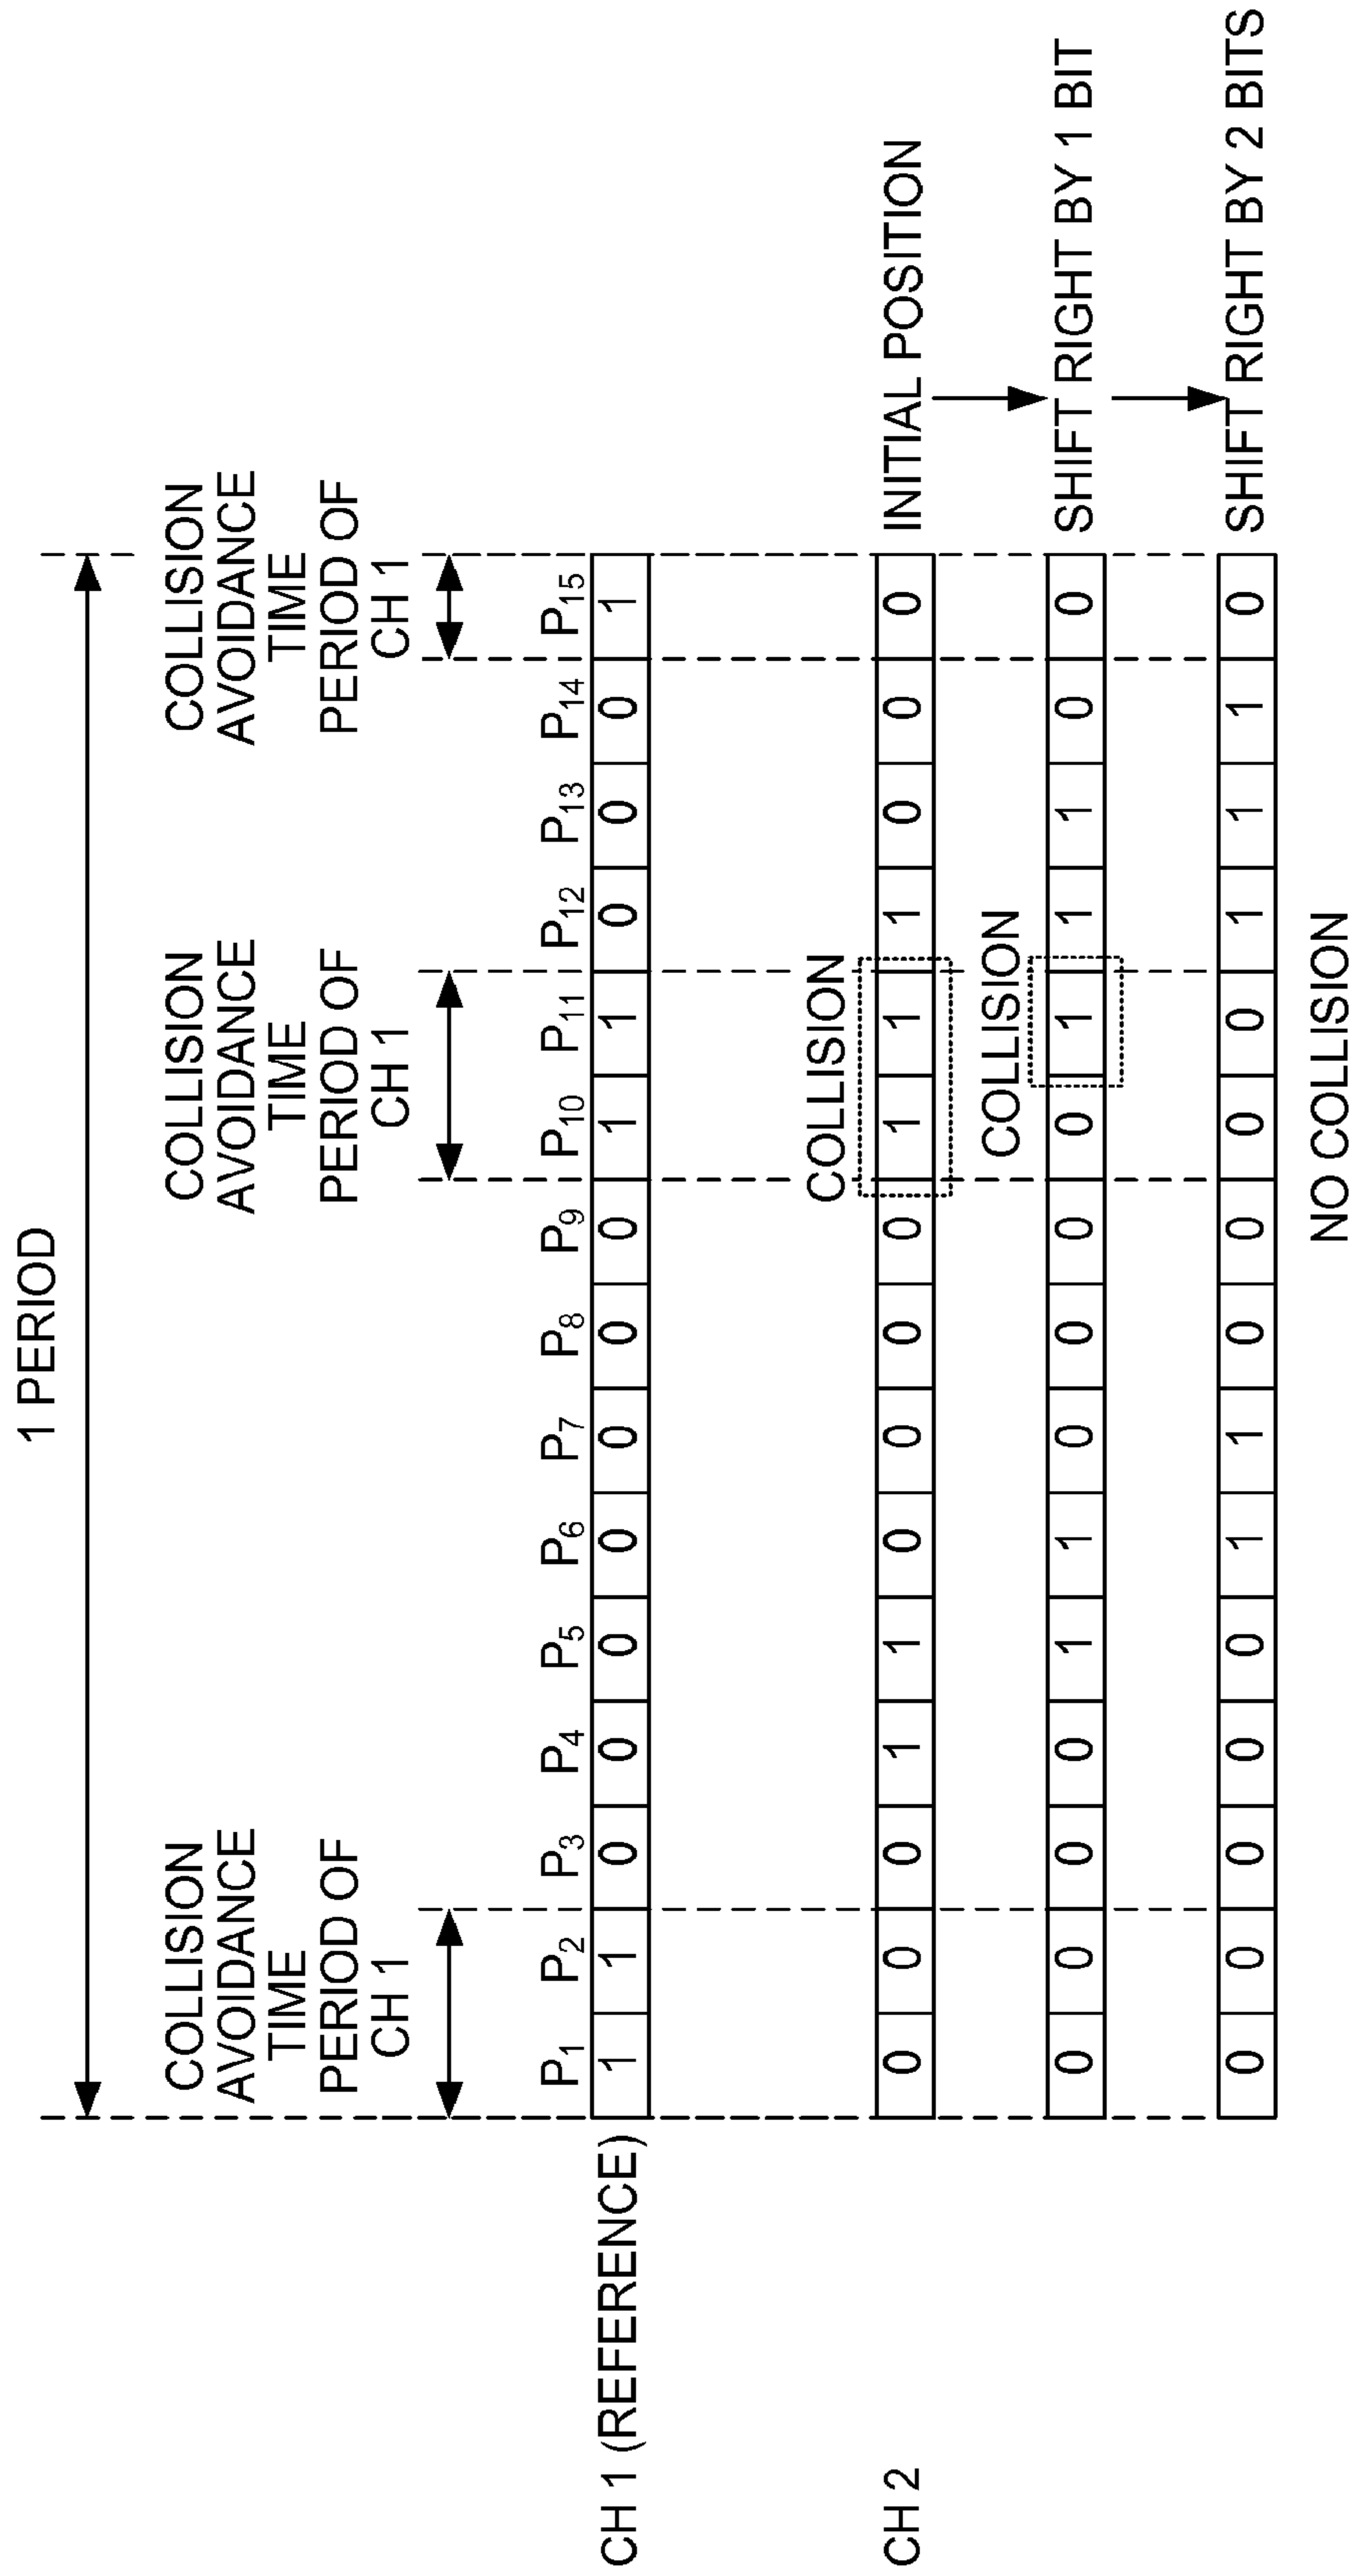 1 PERIOD
COLLISION
AVOIDANCE
TIME
PERIOD OF
CH 1
COLLISION
AVOIDANCE
TIME
PERIOD OF
CH 1
COLLISION
AVOIDANCE
TIME
PERIOD OF
CH 1
P1 P2 P3 P4 P5 P6 P7 P8 P9 P10 P11 P12 P13 P14 P15
CH 1 (REFERENCE) 1 1 0 0 0 0 0 0 0 1 1 0 0 0 1
COLLISION
CH 2 0 0 0 1 1 0 0 0 0 1 1 1 0 0 0 INITIAL POSITION
COLLISION
0 0 0 0 1 1 0 0 0 0 1 1 1 0 0 SHIFT RIGHT BY 1 BIT
0 0 0 0 0 1 1 0 0 0 0 1 1 1 0 SHIFT RIGHT BY 2 BITS
NO COLLISION